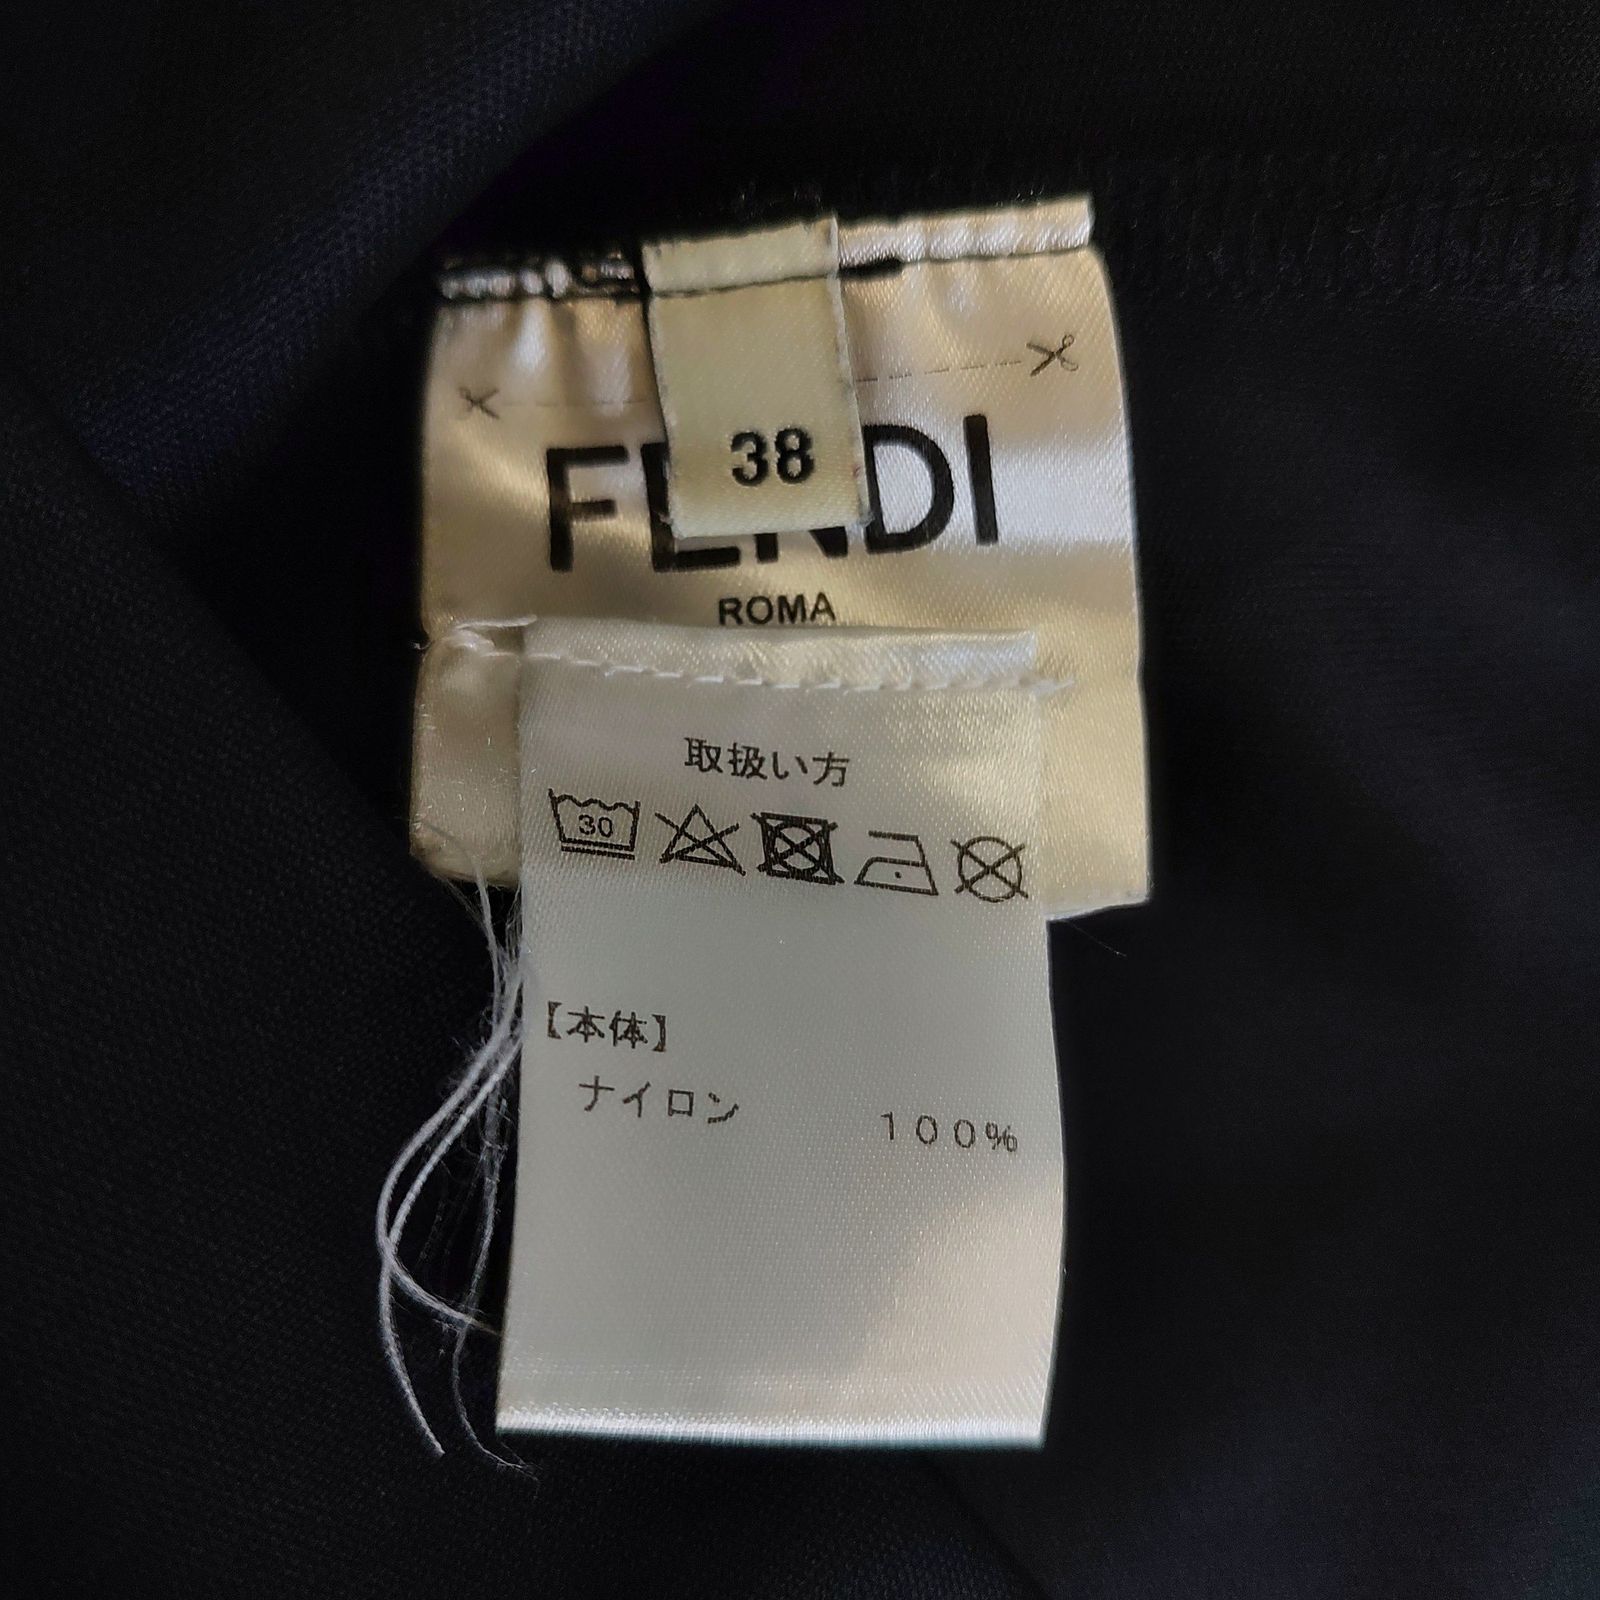 38
FENDI
ROMA
取扱い方
30
【本体】
ナイロン 100%